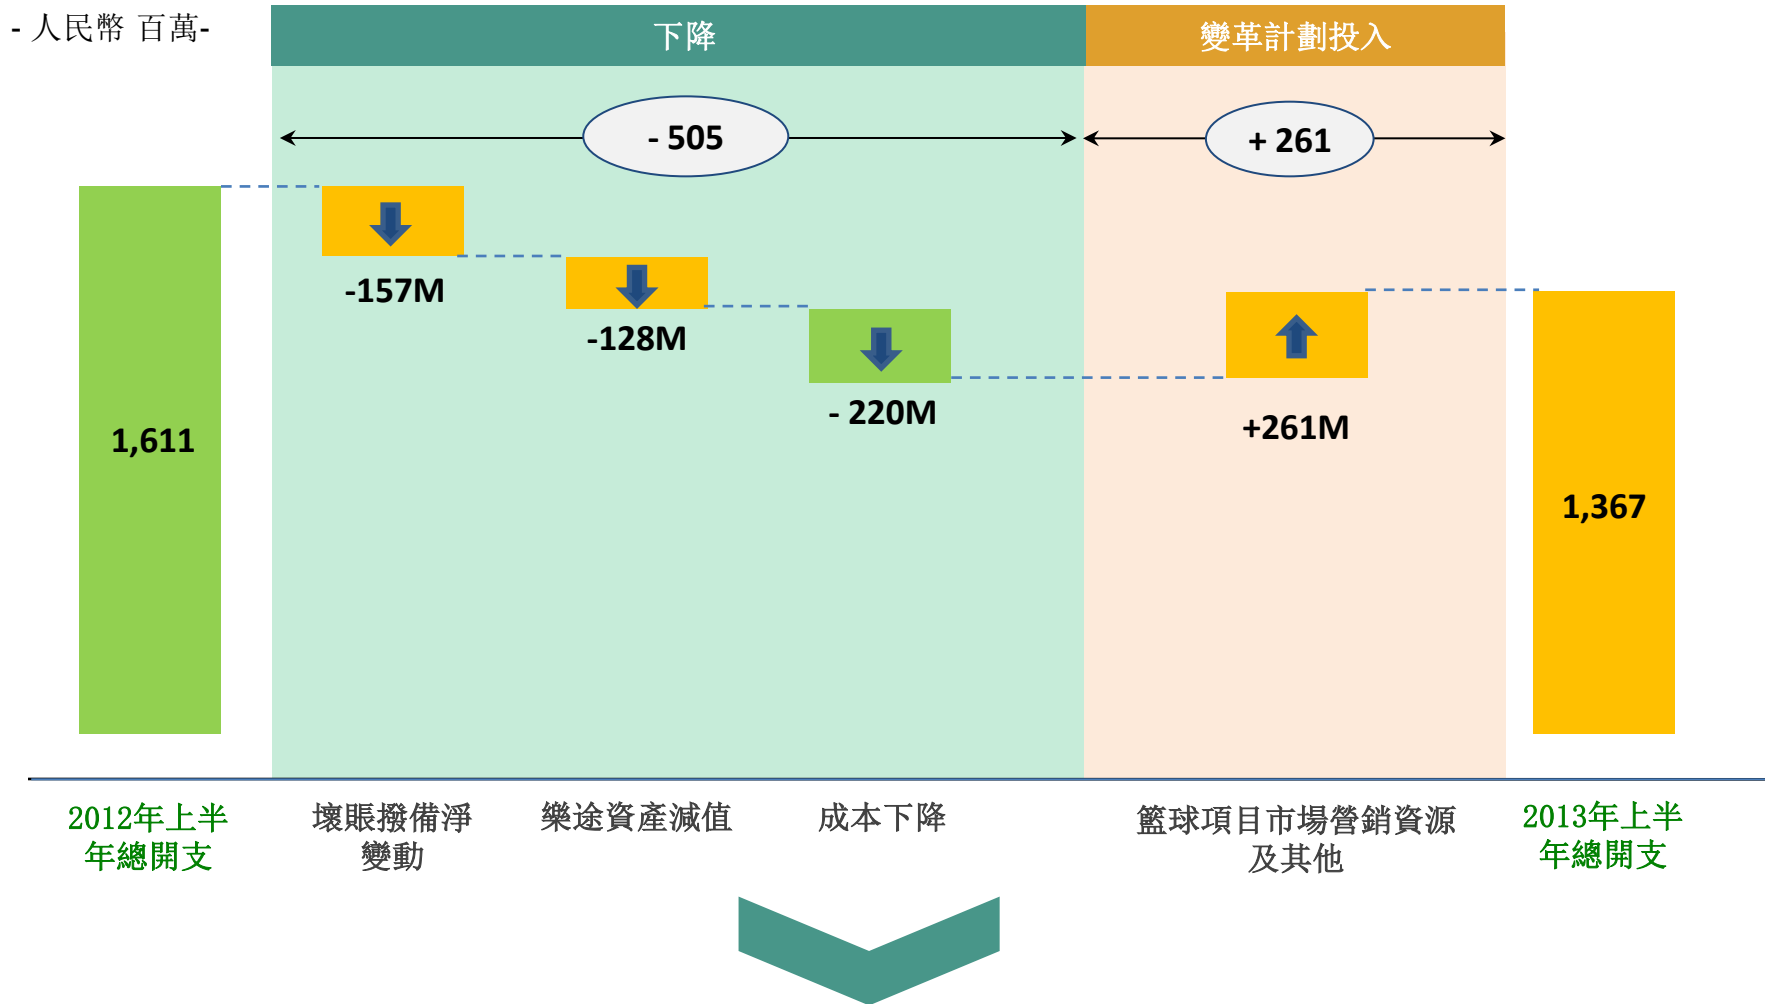 - 人民幣 百萬-
下降
變革計劃投入
- 505
+ 261
-157M
-128M
- 220M
+261M
1,611
1,367
2012年上半
年總開支
壞賬撥備淨
變動
樂途資產減值
成本下降
籃球項目市場營銷資源
及其他
2013年上半
年總開支